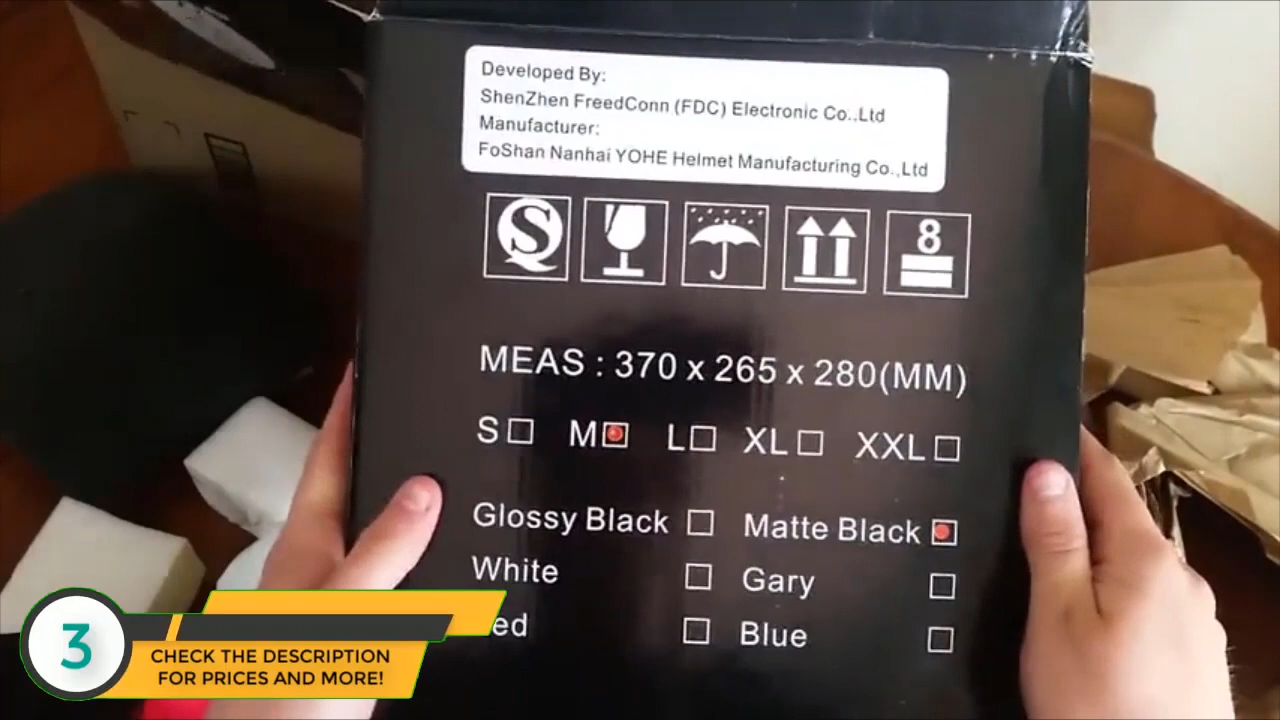 Developed By:
ShenZhen FreedConn (FDC) Electronic Co.,Ltd
Manufacturer:
FoShan Nanhai YOHE Helmet Manufacturing Co.,Ltd
QS
8
MEAS : 370 x 265 x 280(MM)
S M L XL XXL
Glossy Black Matte Black
White Gary
ed Blue
3
CHECK THE DESCRIPTION
FOR PRICES AND MORE!